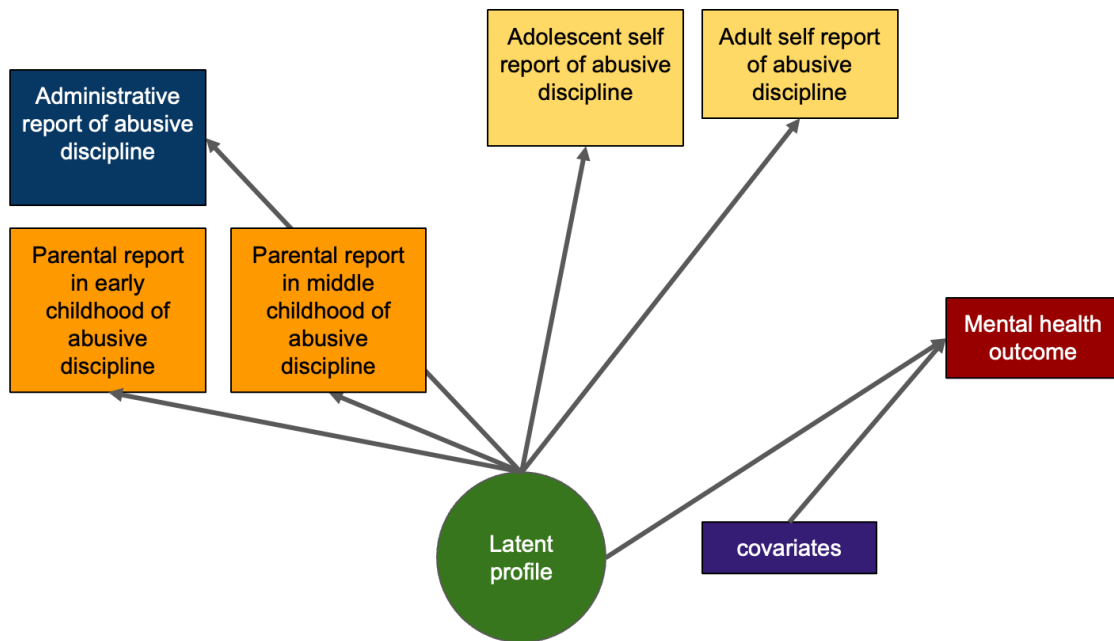 Administrative
report of abusive
discipline
Adolescent self
report of abusive
discipline
Adult self report
of abusive
discipline
Parental report
in early
childhood of
abusive
discipline
Parental report
in middle
childhood of
abusive
discipline
Mental health
outcome
Latent
profile
covariates